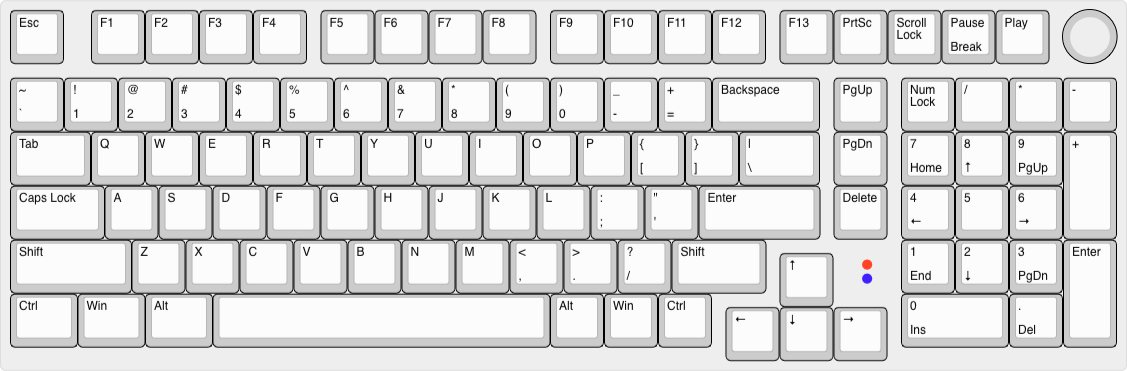 Esc F1 F2 F3 F4 F5 F6 F7 F8 F9 F10 F11 F12 F13 PrtSc Scroll Pause Play
Lock
Break
~ ! @ # $ % ^ & * ( ) _ + Backspace PgUp Num / * -
Lock
` 1 2 3 4 5 6 7 8 9 0 - =
Tab Q W E R T Y U I O P { } | PgDn 7 8 9 +
[ ] \ Home ↑ PgUp
Caps Lock A S D F G H J K L : " Enter Delete 4 5 6
; ' ← →
Shift Z X C V B N M < > ? Shift 1 2 3 Enter
↑
, . / End ↓ PgDn
Ctrl Win Alt Alt Win Ctrl 0 .
← ↓ →
Ins Del